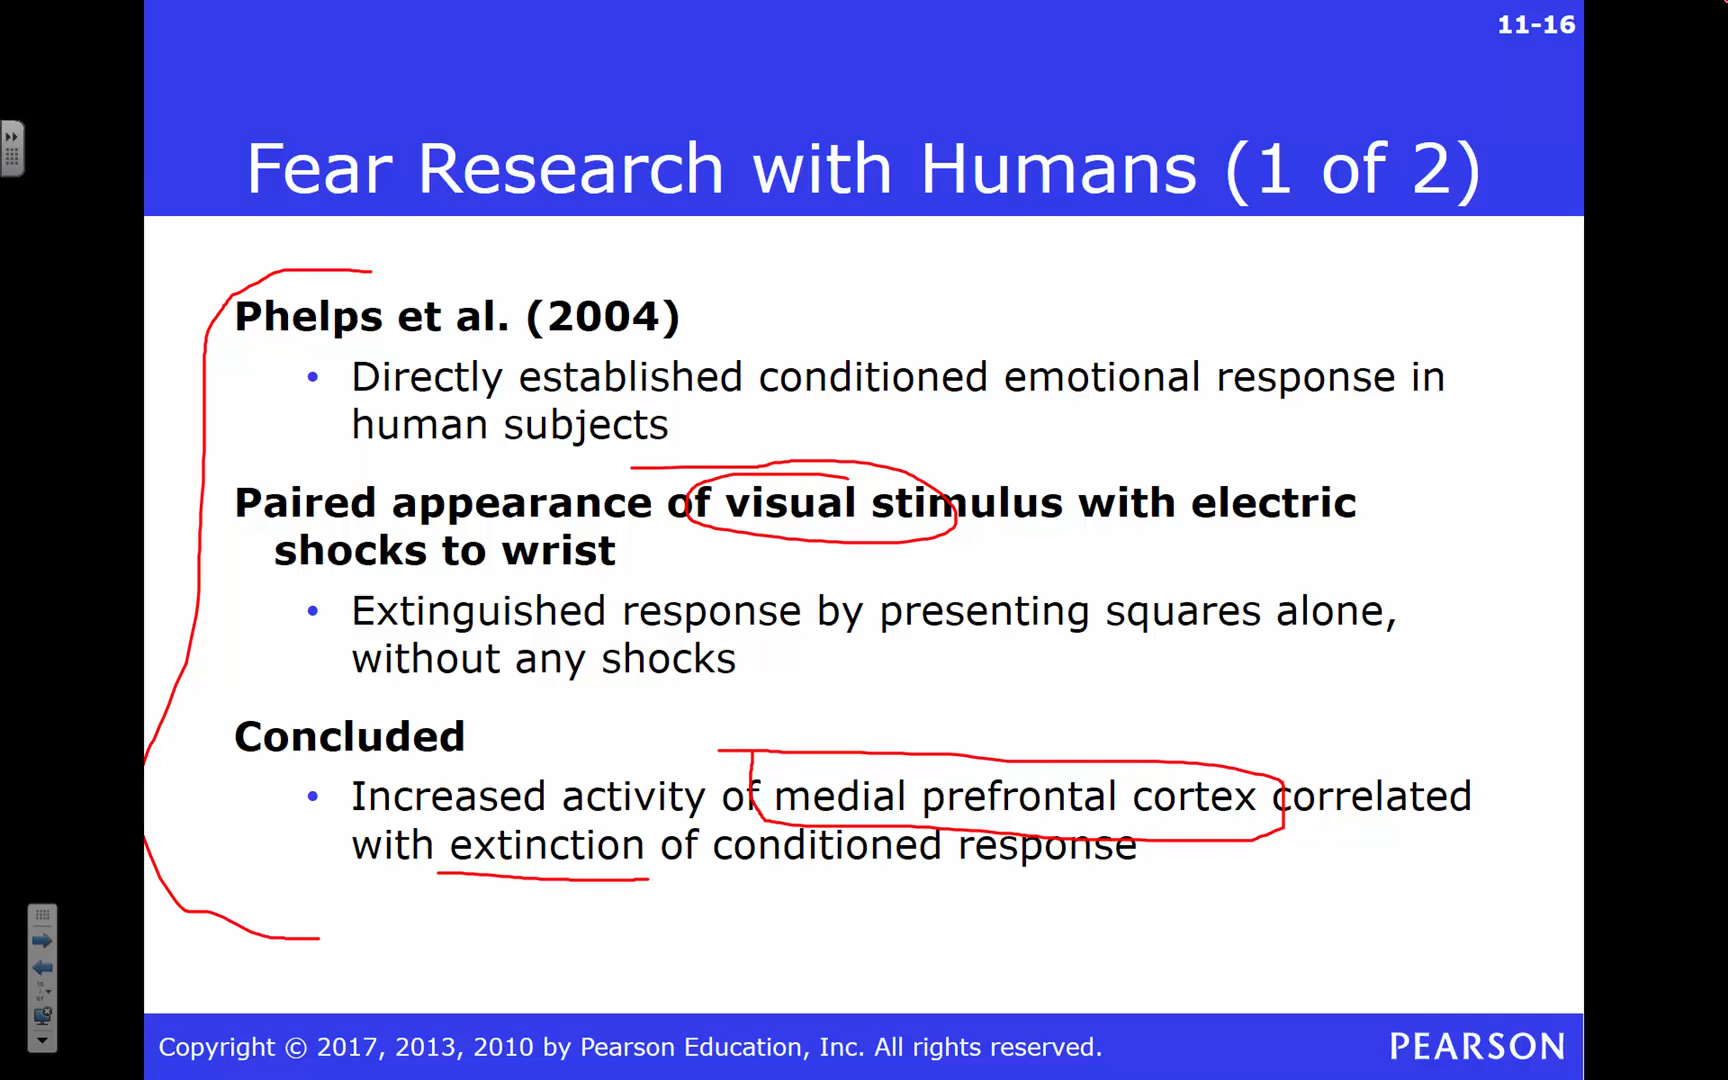 11-16
Fear Research with Humans (1 of 2)
Phelps et al. (2004)
• Directly established conditioned emotional response in
human subjects
Paired appearance of visual stimulus with electric
shocks to wrist
• Extinguished response by presenting squares alone,
without any shocks
Concluded
• Increased activity of medial prefrontal cortex correlated
with extinction of conditioned response
Copyright © 2017, 2013, 2010 by Pearson Education, Inc. All rights reserved.
PEARSON